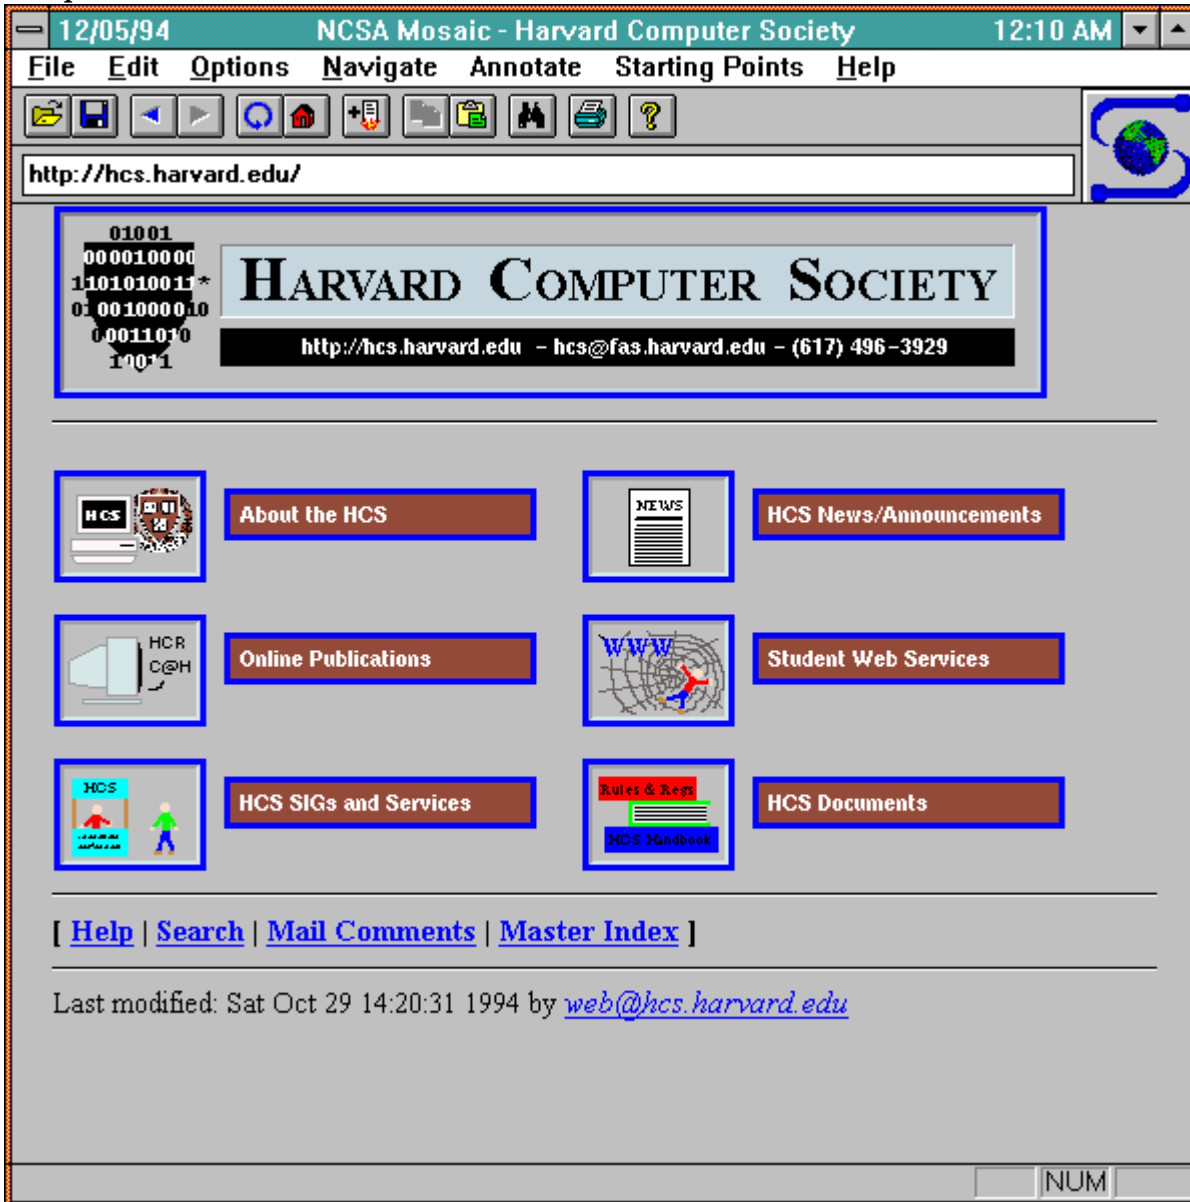 12/05/94 NCSA Mosaic - Harvard Computer Society 12:10 AM
File Edit Options Navigate Annotate Starting Points Help
http://hcs.harvard.edu/
01001
000010000
1101010011*
010010000010
00011010
10011
HARVARD COMPUTER SOCIETY
http://hcs.harvard.edu - hcs@fas.harvard.edu - (617) 496-3929
HCS
About the HCS
NEWS
HCS News/Announcements
HCR
C@H
Online Publications
WWW
Student Web Services
HCS
HCS SIGs and Services
Rules & Regs
HCS Handbook
HCS Documents
[ Help | Search | Mail Comments | Master Index ]
Last modified: Sat Oct 29 14:20:31 1994 by web@hcs.harvard.edu
NUM